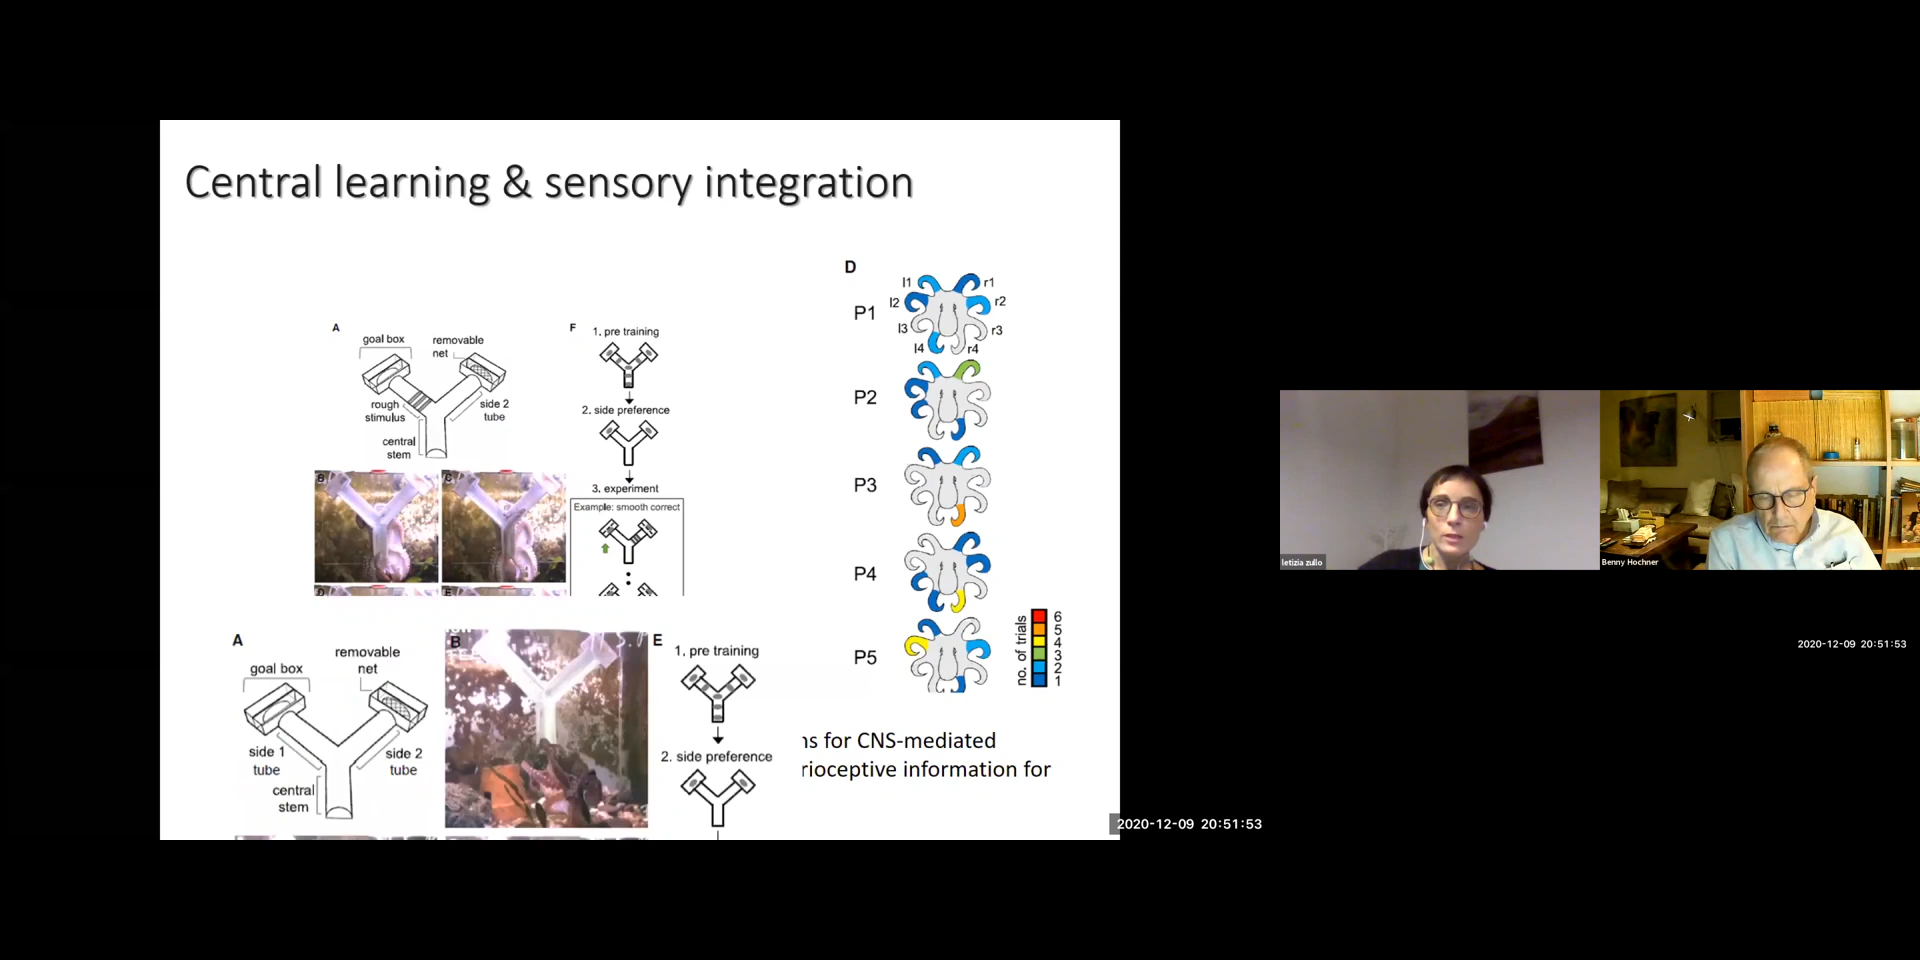 Central learning & sensory integration
A
goal box
removable
net
rough
stimulus
side 2
tube
central
stem
B
C
D
E
F
1. pre training
2. side preference
3. experiment
Example: smooth correct
D
P1
l1
r1
l2
r2
l3
r3
l4
r4
P2
P3
P4
P5
no. of trials
6
5
4
3
2
1
A
goal box
removable
net
side 1
tube
side 2
tube
central
stem
B
E
1. pre training
2. side preference
for CNS-mediated
information for
2020-12-09 20:51:53
letizia zullo
Benny Hochner
2020-12-09 20:51:53